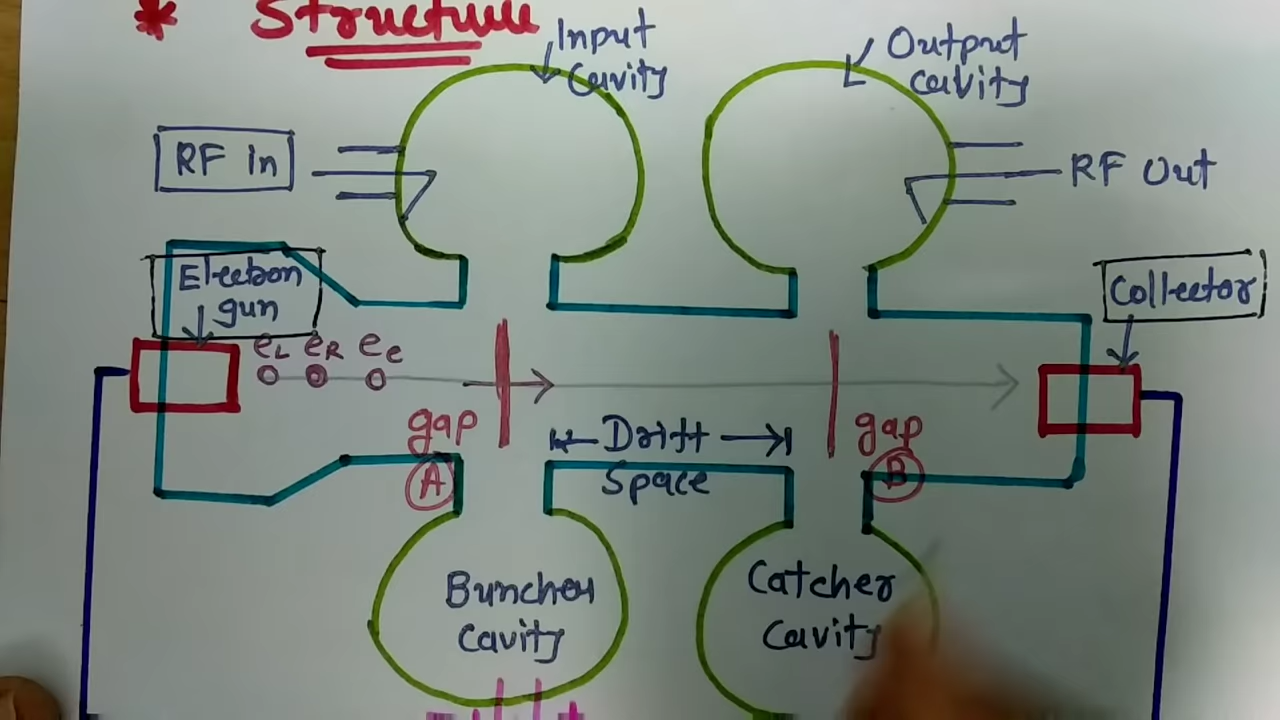 * Structure
Input
cavity
Output
cavity
RF in
RF Out
Electron
gun
Collector
eL eR ee
gap
A
Drift
Space
gap
B
Buncher
Cavity
Catcher
Cavity